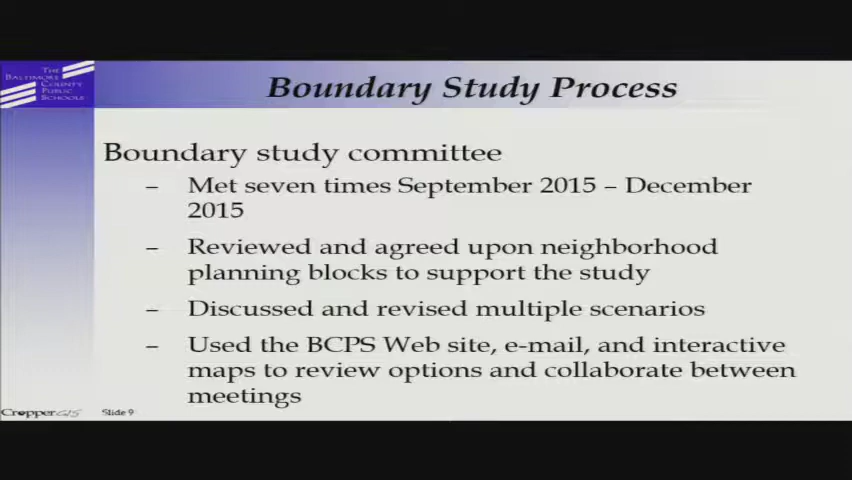 THE
BALTIMORE
COUNTY
PUBLIC
SCHOOLS
Boundary Study Process
Boundary study committee
– Met seven times September 2015 – December
2015
– Reviewed and agreed upon neighborhood
planning blocks to support the study
– Discussed and revised multiple scenarios
– Used the BCPS Web site, e-mail, and interactive
maps to review options and collaborate between
meetings
CropperGIS Slide 9